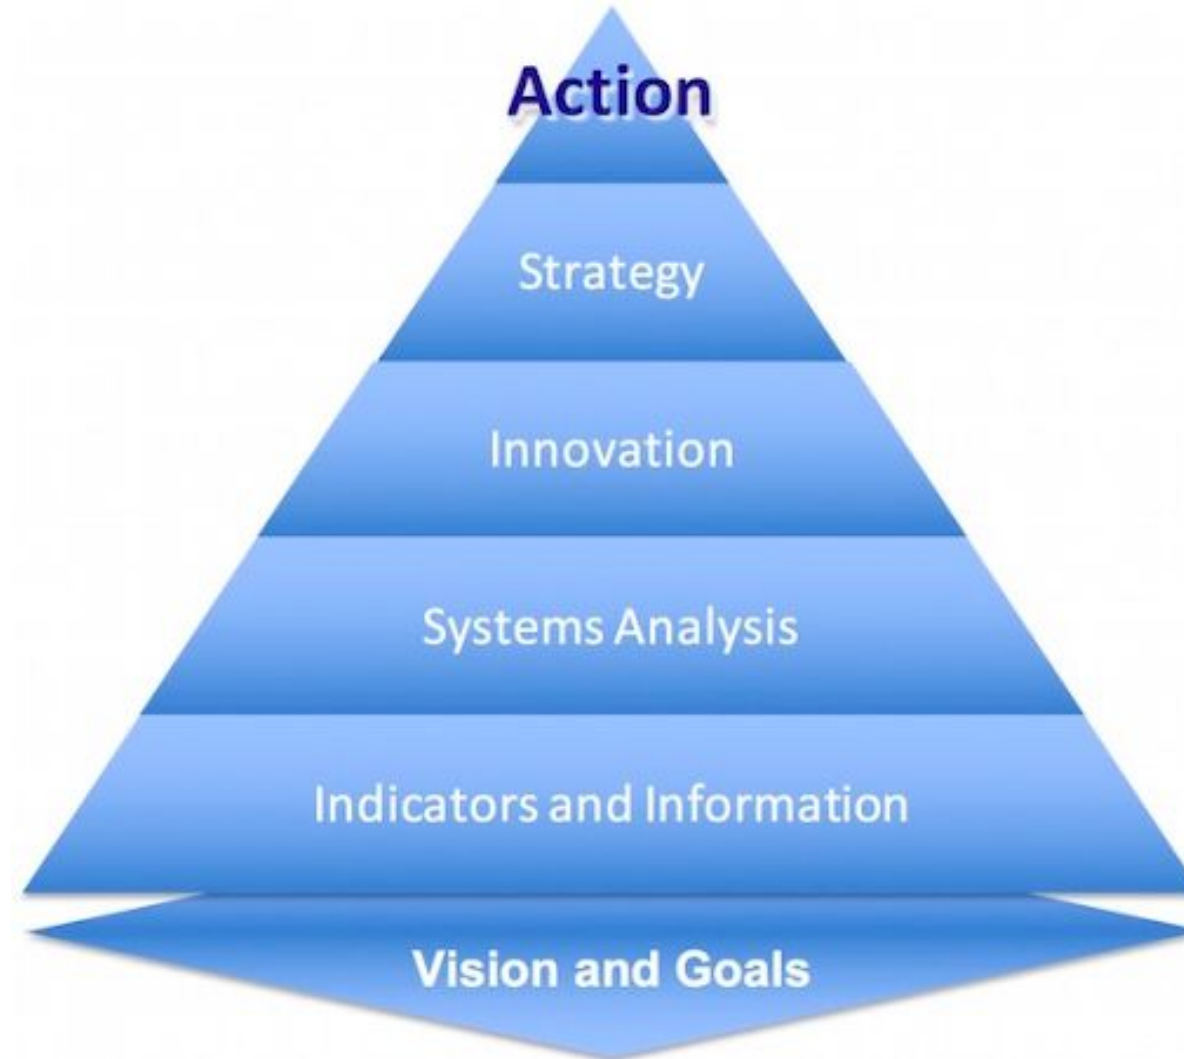 Action
Strategy
Innovation
Systems Analysis
Indicators and Information
Vision and Goals